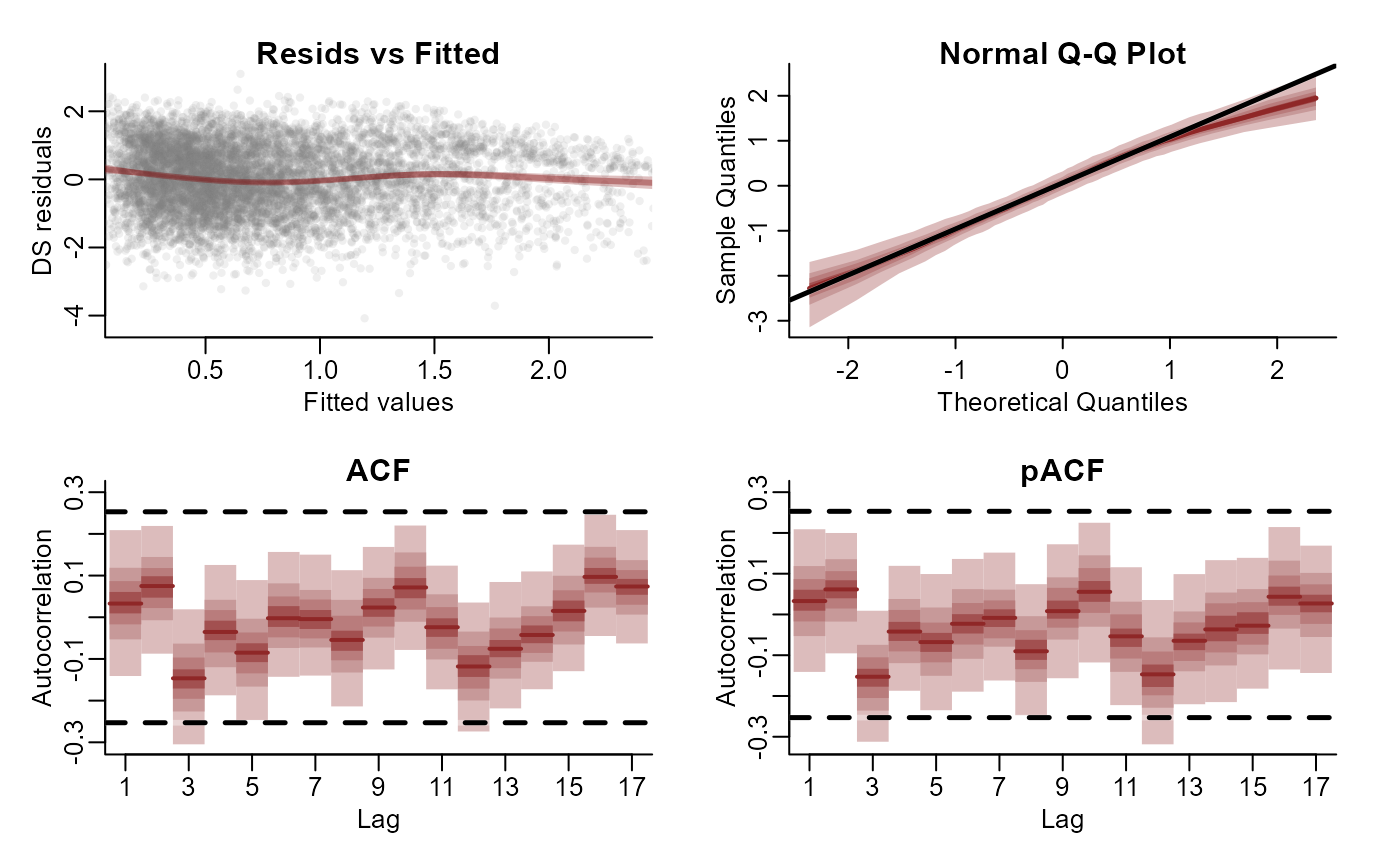 Resids vs Fitted
DS residuals
2
0
-2
-4
0.5 1.0 1.5 2.0
Fitted values
Normal Q-Q Plot
Sample Quantiles
2
1
0
-1
-3
-2 -1 0 1 2
Theoretical Quantiles
ACF
Autocorrelation
0.3
0.1
-0.1
-0.3
1 3 5 7 9 11 13 15 17
Lag
pACF
Autocorrelation
0.3
0.1
-0.1
-0.3
1 3 5 7 9 11 13 15 17
Lag